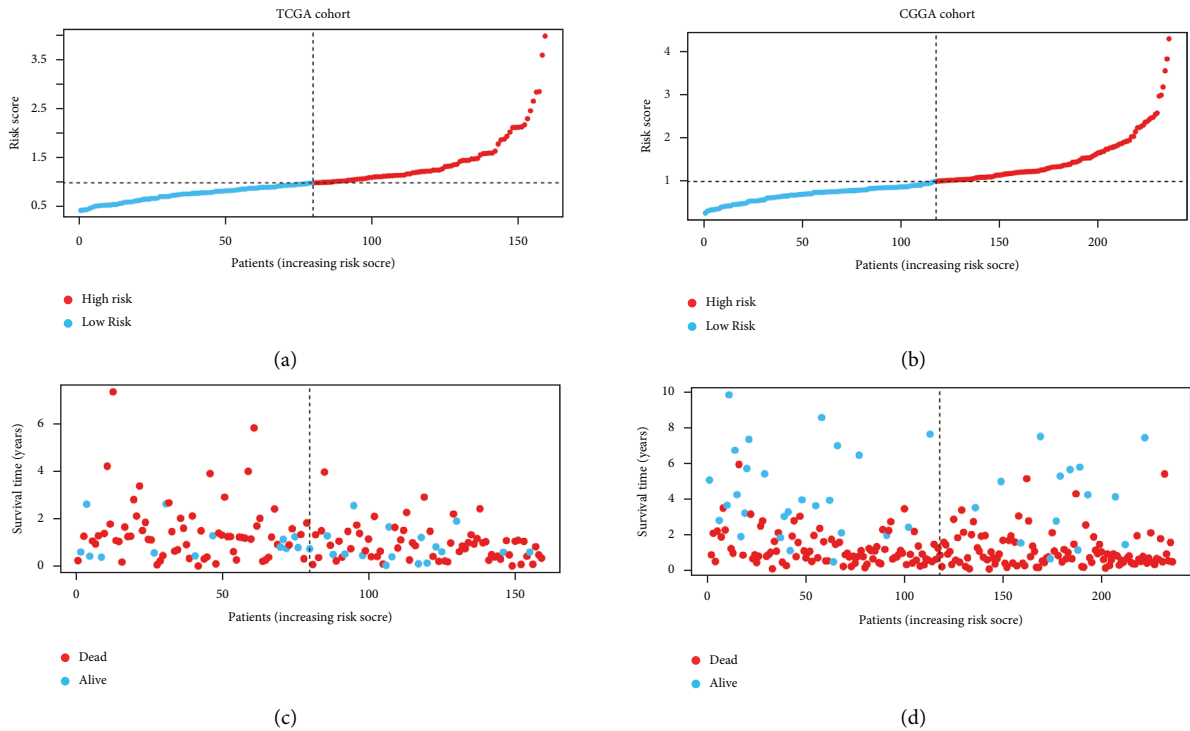 TCGA cohort
3.5
2.5
1.5
0.5
Risk score
0 50 100 150
Patients (increasing risk socre)
High risk
Low Risk
(a)
CGGA cohort
4
3
2
1
Risk score
0 50 100 150 200
Patients (increasing risk socre)
High risk
Low Risk
(b)
6
4
2
0
Survival time (years)
0 50 100 150
Patients (increasing risk socre)
Dead
Alive
(c)
10
8
6
4
2
0
Survival time (years)
0 50 100 150 200
Patients (increasing risk socre)
Dead
Alive
(d)